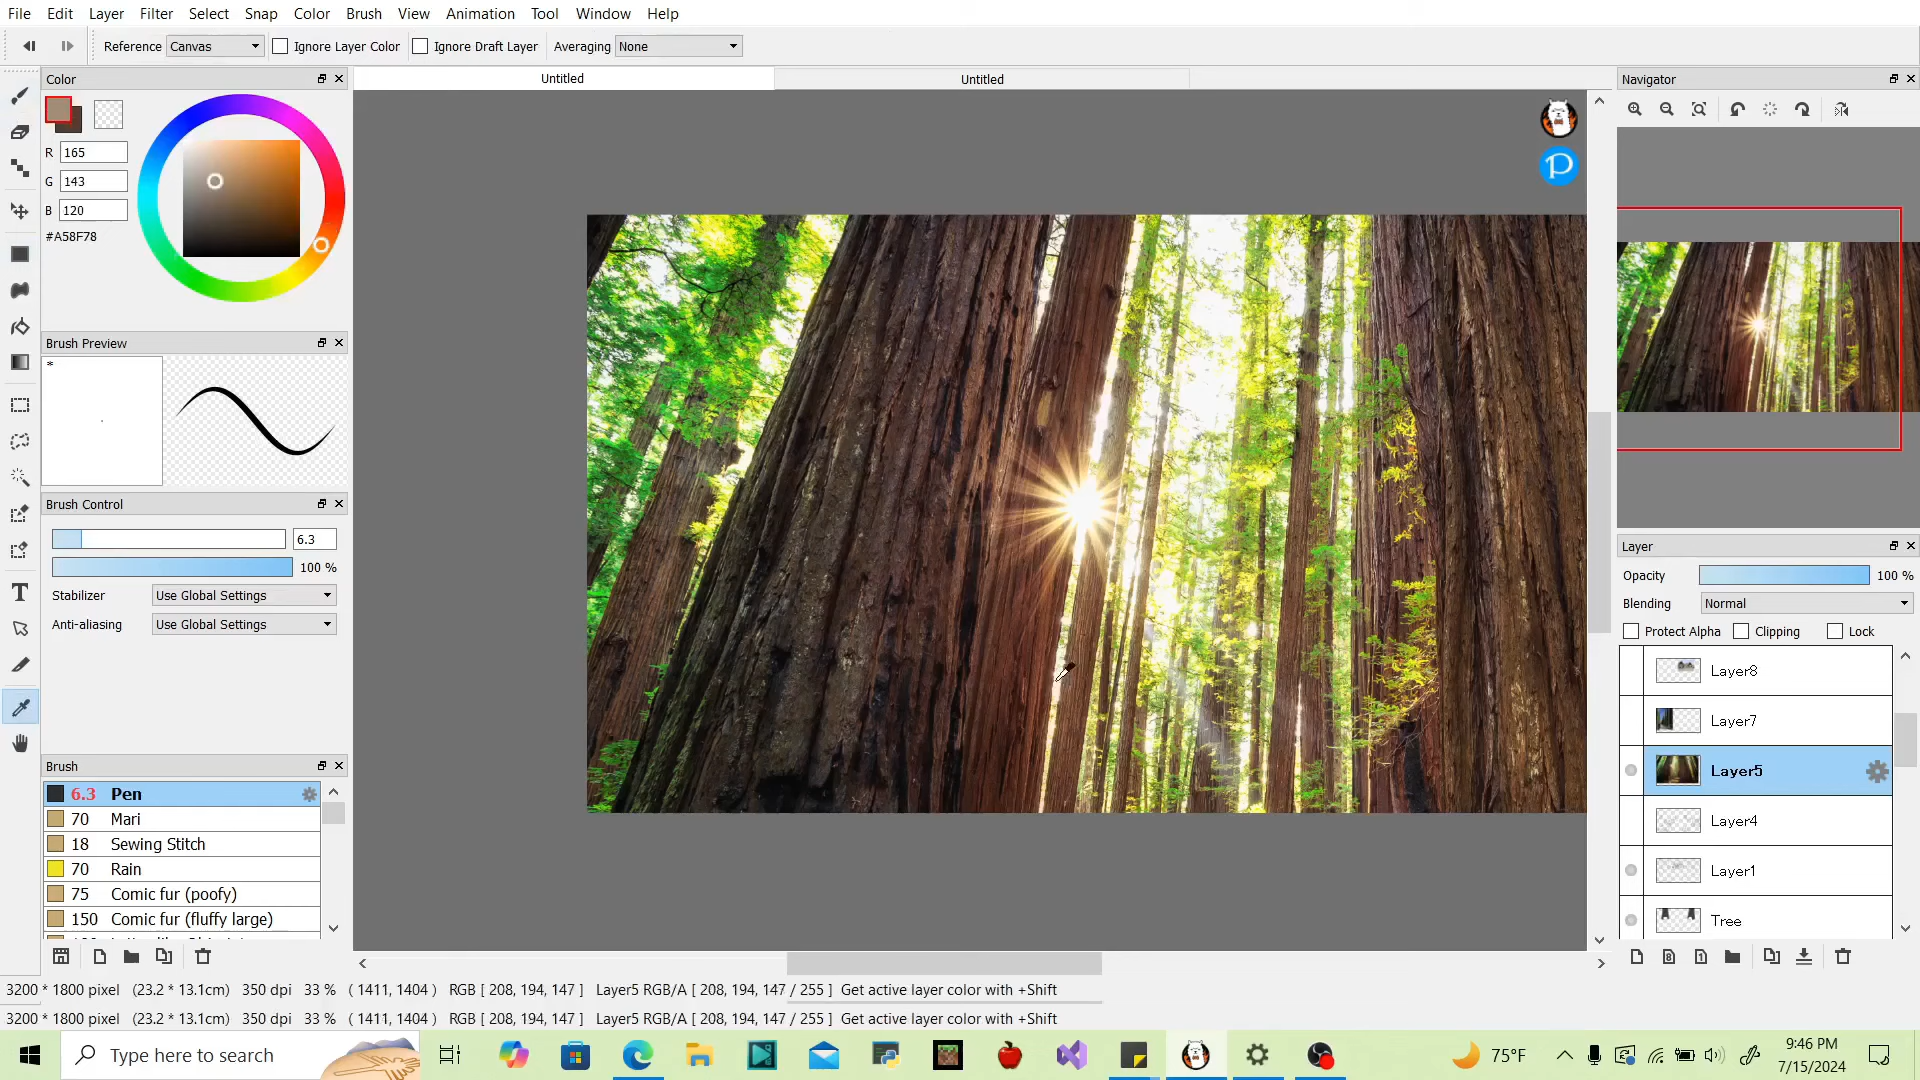 File Edit Layer Filter Select Snap Color Brush View Animation Tool Window Help
Reference Canvas Ignore Layer Color Ignore Draft Layer Averaging None
Color
Untitled
Untitled
Navigator
R 165
G 143
B 120
#A58F78
Brush Preview
*
Brush Control
6.3
100 %
Stabilizer Use Global Settings
Anti-aliasing Use Global Settings
Brush
6.3 Pen
70 Mari
18 Sewing Stitch
70 Rain
75 Comic fur (poofy)
150 Comic fur (fluffy large)
P
Layer
Opacity 100 %
Blending Normal
Protect Alpha Clipping Lock
Layer8
Layer7
Layer5
Layer4
Layer1
Tree
T
8
1
3200 * 1800 pixel (23.2 * 13.1cm) 350 dpi 33 % ( 1411, 1404 ) RGB [ 208, 194, 147 ] Layer5 RGB/A [ 208, 194, 147 / 255 ] Get active layer color with +Shift
3200 * 1800 pixel (23.2 * 13.1cm) 350 dpi 33 % ( 1411, 1404 ) RGB [ 208, 194, 147 ] Layer5 RGB/A [ 208, 194, 147 / 255 ] Get active layer color with +Shift
Type here to search
75°F
9:46 PM
7/15/2024